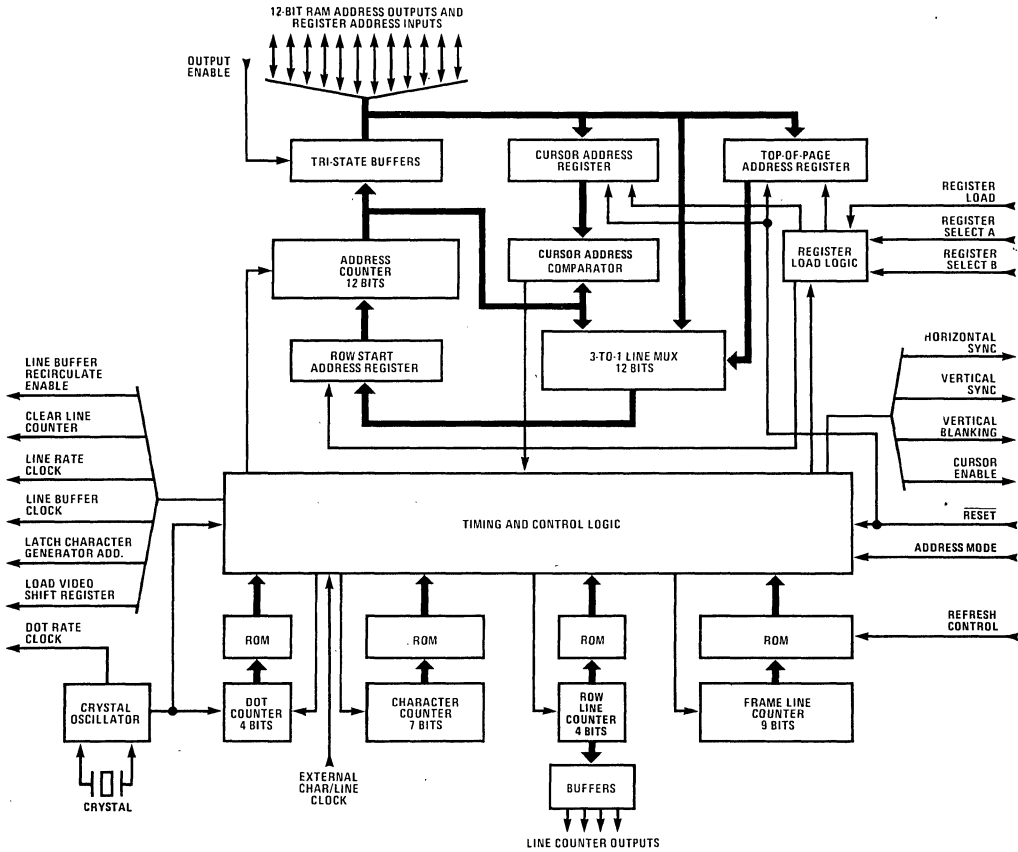 12-BIT RAM ADDRESS OUTPUTS AND
REGISTER ADDRESS INPUTS
OUTPUT
ENABLE
TRI-STATE BUFFERS
CURSOR ADDRESS
REGISTER
TOP-OF-PAGE
ADDRESS REGISTER
REGISTER
LOAD
REGISTER
SELECT A
REGISTER
SELECT B
REGISTER
LOAD LOGIC
ADDRESS
COUNTER
12 BITS
CURSOR ADDRESS
COMPARATOR
ROW START
ADDRESS REGISTER
3-TO-1 LINE MUX
12 BITS
LINE BUFFER
RECIRCULATE
ENABLE
CLEAR LINE
COUNTER
LINE RATE
CLOCK
LINE BUFFER
CLOCK
LATCH CHARACTER
GENERATOR ADD.
LOAD VIDEO
SHIFT REGISTER
DOT RATE
CLOCK
HORIZONTAL
SYNC
VERTICAL
SYNC
VERTICAL
BLANKING
CURSOR
ENABLE
RESET
ADDRESS MODE
REFRESH
CONTROL
TIMING AND CONTROL LOGIC
ROM
ROM
ROM
ROM
CRYSTAL
OSCILLATOR
DOT
COUNTER
4 BITS
CHARACTER
COUNTER
7 BITS
ROW
LINE
COUNTER
4 BITS
FRAME LINE
COUNTER
9 BITS
CRYSTAL
EXTERNAL
CHAR/LINE
CLOCK
BUFFERS
LINE COUNTER OUTPUTS